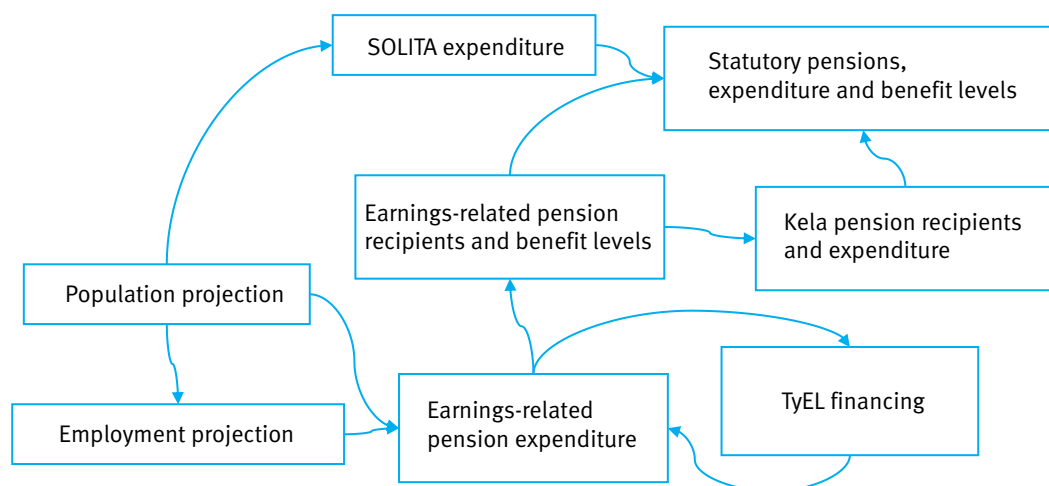 SOLITA expenditure
Statutory pensions,
expenditure and benefit levels
Earnings-related pension
recipients and benefit levels
Kela pension recipients
and expenditure
Population projection
Employment projection
Earnings-related
pension expenditure
TyEL financing